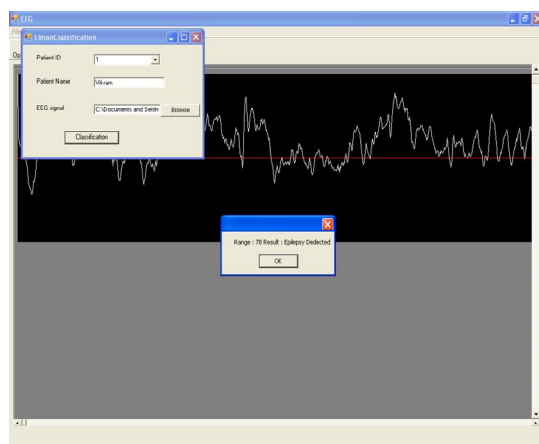 EEG
Patient ID
1
Patient Name
Vikram
EEG signal
C:\Documents and Settin
Browse
Classification
Range : 78 Result : Epilepsy Dedected
OK